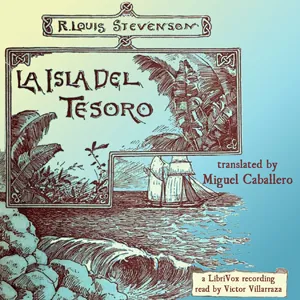 R. LOUIS STEVENSON
LA ISLA DEL
TESORO
translated by
Miguel Caballero
a LibriVox recording
read by Victor Villarraza